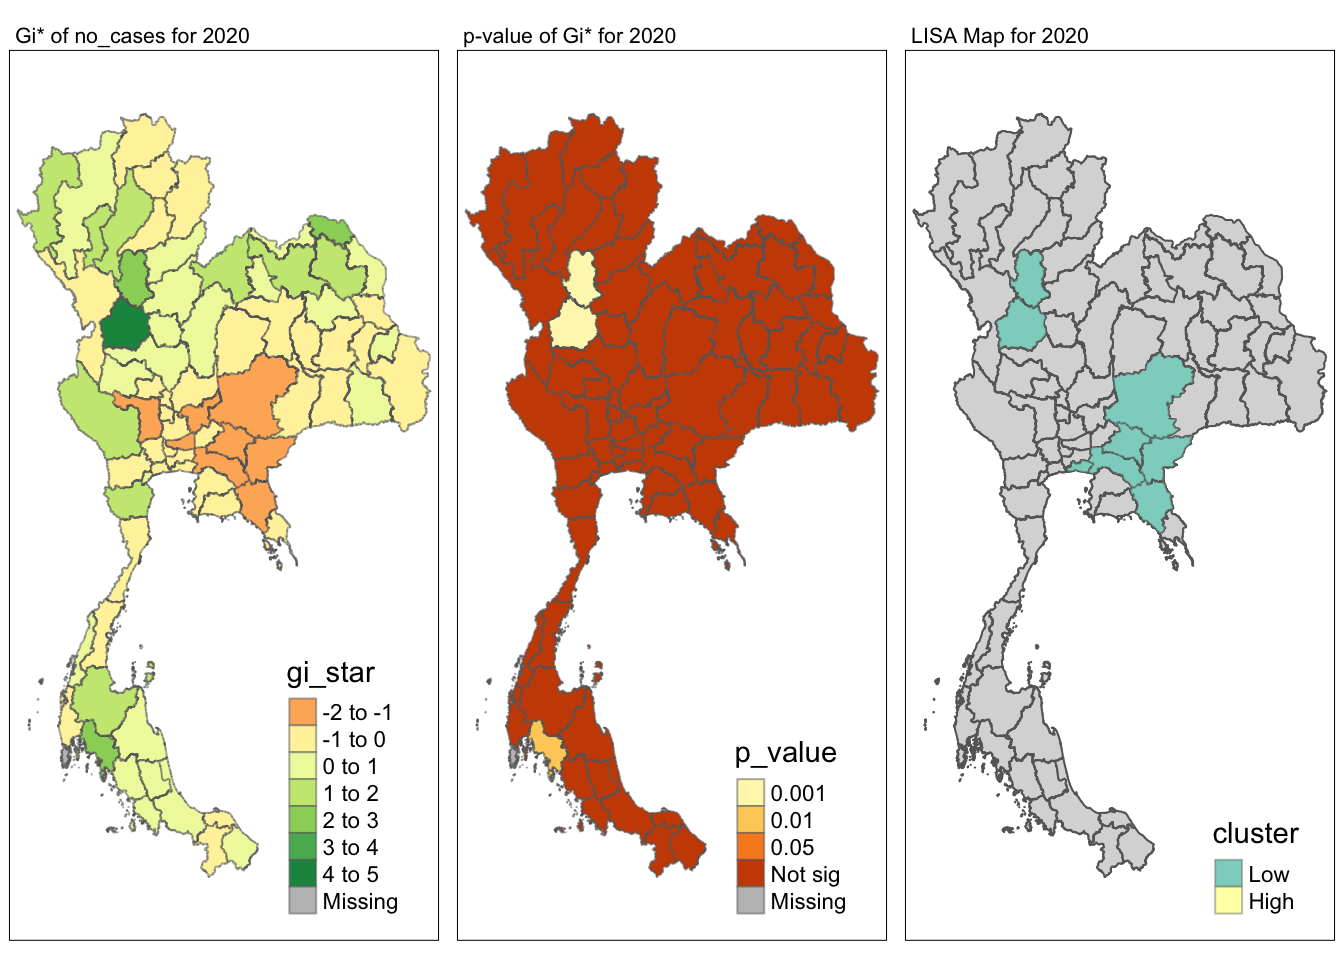 Gi* of no_cases for 2020
p-value of Gi* for 2020
LISA Map for 2020
gi_star
-2 to -1
-1 to 0
0 to 1
1 to 2
2 to 3
3 to 4
4 to 5
Missing
p_value
0.001
0.01
0.05
Not sig
Missing
cluster
Low
High